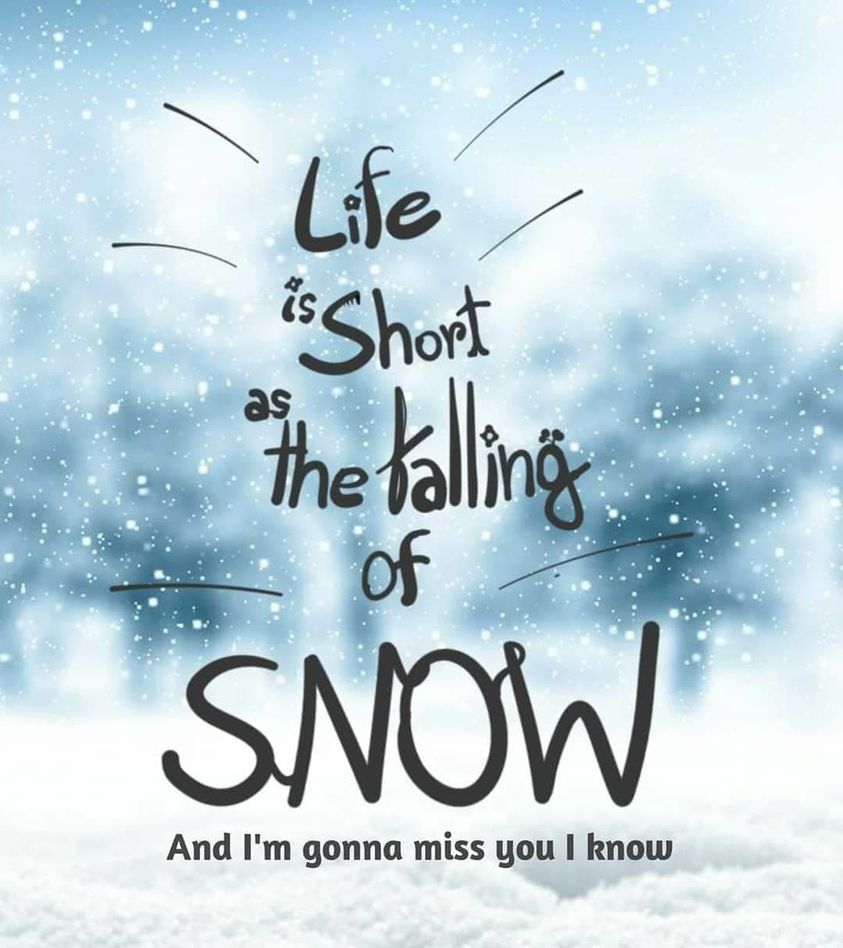 Life
is Short
as
the falling
of
SNOW
And I'm gonna miss you I know